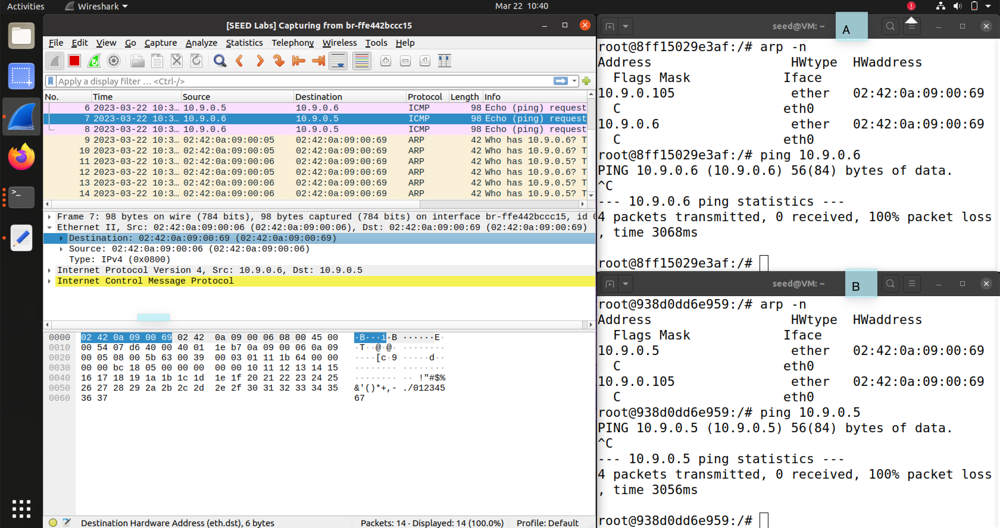 Activities Wireshark Mar 22 10:40
[SEED Labs] Capturing from br-ffe442bccc15
File Edit View Go Capture Analyze Statistics Telephony Wireless Tools Help
Apply a display filter … <Ctrl-/>
No. Time Source Destination Protocol Length Info
6 2023-03-22 10:3… 10.9.0.5 10.9.0.6 ICMP 98 Echo (ping) request
7 2023-03-22 10:3… 10.9.0.6 10.9.0.5 ICMP 98 Echo (ping) request
8 2023-03-22 10:3… 10.9.0.6 10.9.0.5 ICMP 98 Echo (ping) request
9 2023-03-22 10:3… 02:42:0a:09:00:05 02:42:0a:09:00:69 ARP 42 Who has 10.9.0.6? T
10 2023-03-22 10:3… 02:42:0a:09:00:05 02:42:0a:09:00:69 ARP 42 Who has 10.9.0.6? T
11 2023-03-22 10:3… 02:42:0a:09:00:06 02:42:0a:09:00:69 ARP 42 Who has 10.9.0.5? T
12 2023-03-22 10:3… 02:42:0a:09:00:05 02:42:0a:09:00:69 ARP 42 Who has 10.9.0.6? T
13 2023-03-22 10:3… 02:42:0a:09:00:06 02:42:0a:09:00:69 ARP 42 Who has 10.9.0.5? T
14 2023-03-22 10:3… 02:42:0a:09:00:06 02:42:0a:09:00:69 ARP 42 Who has 10.9.0.5? T
Frame 7: 98 bytes on wire (784 bits), 98 bytes captured (784 bits) on interface br-ffe442bccc15, id
Ethernet II, Src: 02:42:0a:09:00:06 (02:42:0a:09:00:06), Dst: 02:42:0a:09:00:69 (02:42:0a:09:00:69)
Destination: 02:42:0a:09:00:69 (02:42:0a:09:00:69)
Source: 02:42:0a:09:00:06 (02:42:0a:09:00:06)
Type: IPv4 (0x0800)
Internet Protocol Version 4, Src: 10.9.0.6, Dst: 10.9.0.5
Internet Control Message Protocol
0000 02 42 0a 09 00 69 02 42 0a 09 00 06 08 00 45 00 ·B···i·B ······E·
0010 00 54 07 d6 40 00 40 01 1e b7 0a 09 00 06 0a 09 ·T··@·@· ········
0020 00 05 08 00 5b 63 00 39 00 03 01 11 1b 64 00 00 ····[c·9 ·····d··
0030 00 00 bc 18 05 00 00 00 00 00 10 11 12 13 14 15 ········ ········
0040 16 17 18 19 1a 1b 1c 1d 1e 1f 20 21 22 23 24 25 ········ ·· !"#$%
0050 26 27 28 29 2a 2b 2c 2d 2e 2f 30 31 32 33 34 35 &'()*+,- ./012345
0060 36 37 67
Destination Hardware Address (eth.dst), 6 bytes Packets: 14 · Displayed: 14 (100.0%) Profile: Default
seed@VM: ~ A
root@8ff15029e3af:/# arp -n
Address HWtype HWaddress
Flags Mask Iface
10.9.0.105 ether 02:42:0a:09:00:69
C eth0
10.9.0.6 ether 02:42:0a:09:00:69
C eth0
root@8ff15029e3af:/# ping 10.9.0.6
PING 10.9.0.6 (10.9.0.6) 56(84) bytes of data.
^C
--- 10.9.0.6 ping statistics ---
4 packets transmitted, 0 received, 100% packet loss
, time 3068ms
root@8ff15029e3af:/#
seed@VM: ~ B
root@938d0dd6e959:/# arp -n
Address HWtype HWaddress
Flags Mask Iface
10.9.0.5 ether 02:42:0a:09:00:69
C eth0
10.9.0.105 ether 02:42:0a:09:00:69
C eth0
root@938d0dd6e959:/# ping 10.9.0.5
PING 10.9.0.5 (10.9.0.5) 56(84) bytes of data.
^C
--- 10.9.0.5 ping statistics ---
4 packets transmitted, 0 received, 100% packet loss
, time 3056ms
root@938d0dd6e959:/#